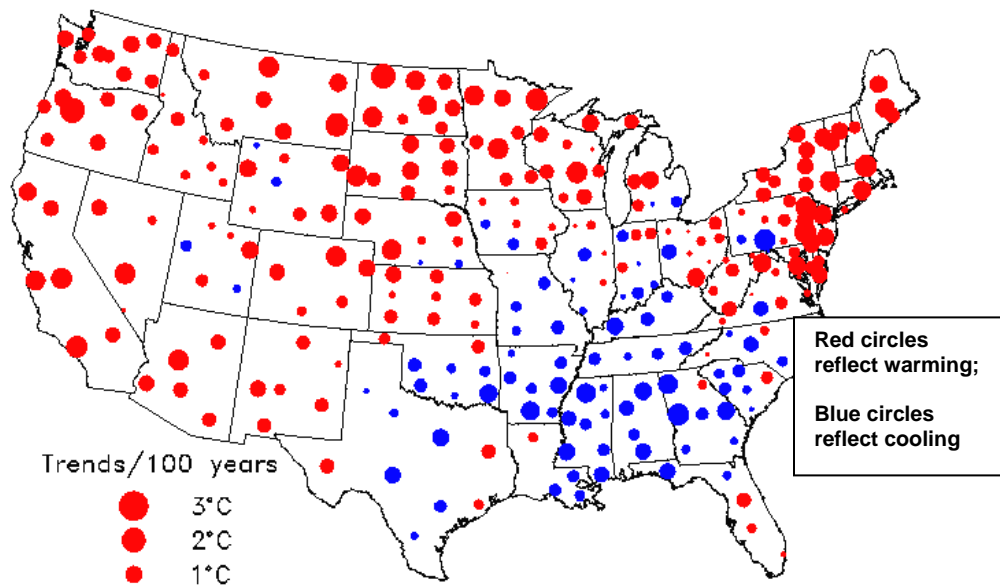 Red circles
reflect warming;
Blue circles
reflect cooling
Trends/100 years
3°C
2°C
1°C